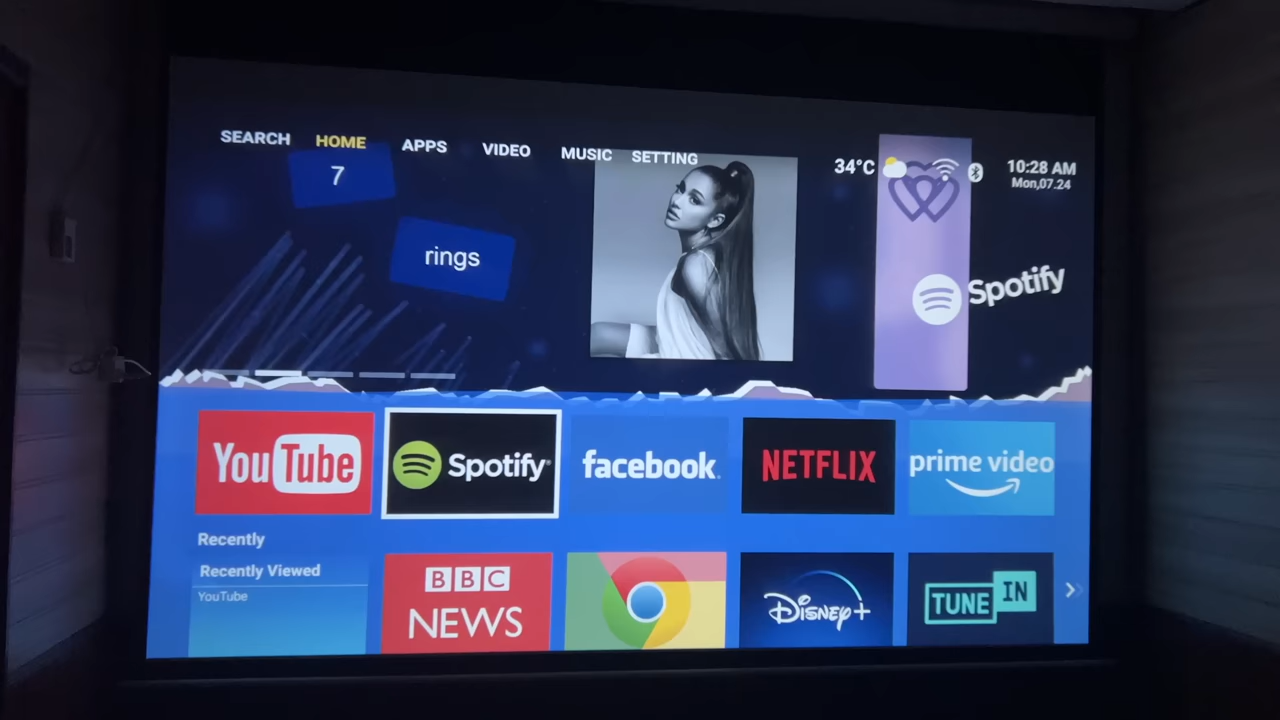 SEARCH HOME APPS VIDEO MUSIC SETTING
34°C 10:28 AM
Mon,07.24
7
rings
Spotify
YouTube Spotify facebook. NETFLIX prime video
Recently
Recently Viewed
YouTube
BBC
NEWS
Disney+
TUNE IN